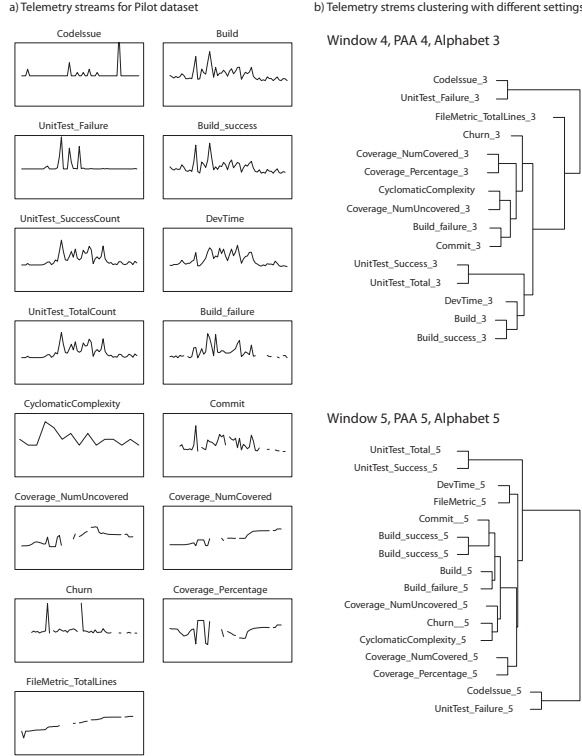 a) Telemetry streams for Pilot dataset
CodeIssue
Build
UnitTest_Failure
Build_success
UnitTest_SuccessCount
DevTime
UnitTest_TotalCount
Build_failure
CyclomaticComplexity
Commit
Coverage_NumUncovered
Coverage_NumCovered
Churn
Coverage_Percentage
FileMetric_TotalLines
b) Telemetry strems clustering with different settings
Window 4, PAA 4, Alphabet 3
CodeIssue_3
UnitTest_Failure_3
FileMetric_TotalLines_3
Churn_3
Coverage_NumCovered_3
Coverage_Percentage_3
CyclomaticComplexity
Coverage_NumUncovered_3
Build_failure_3
Commit_3
UnitTest_Success_3
UnitTest_Total_3
DevTime_3
Build_3
Build_success_3
Window 5, PAA 5, Alphabet 5
UnitTest_Total_5
UnitTest_Success_5
DevTime_5
FileMetric_5
Commit__5
Build_success_5
Build_success_5
Build_5
Build_failure_5
Coverage_NumUncovered_5
Churn__5
CyclomaticComplexity_5
Coverage_NumCovered_5
Coverage_Percentage_5
CodeIssue_5
UnitTest_Failure_5